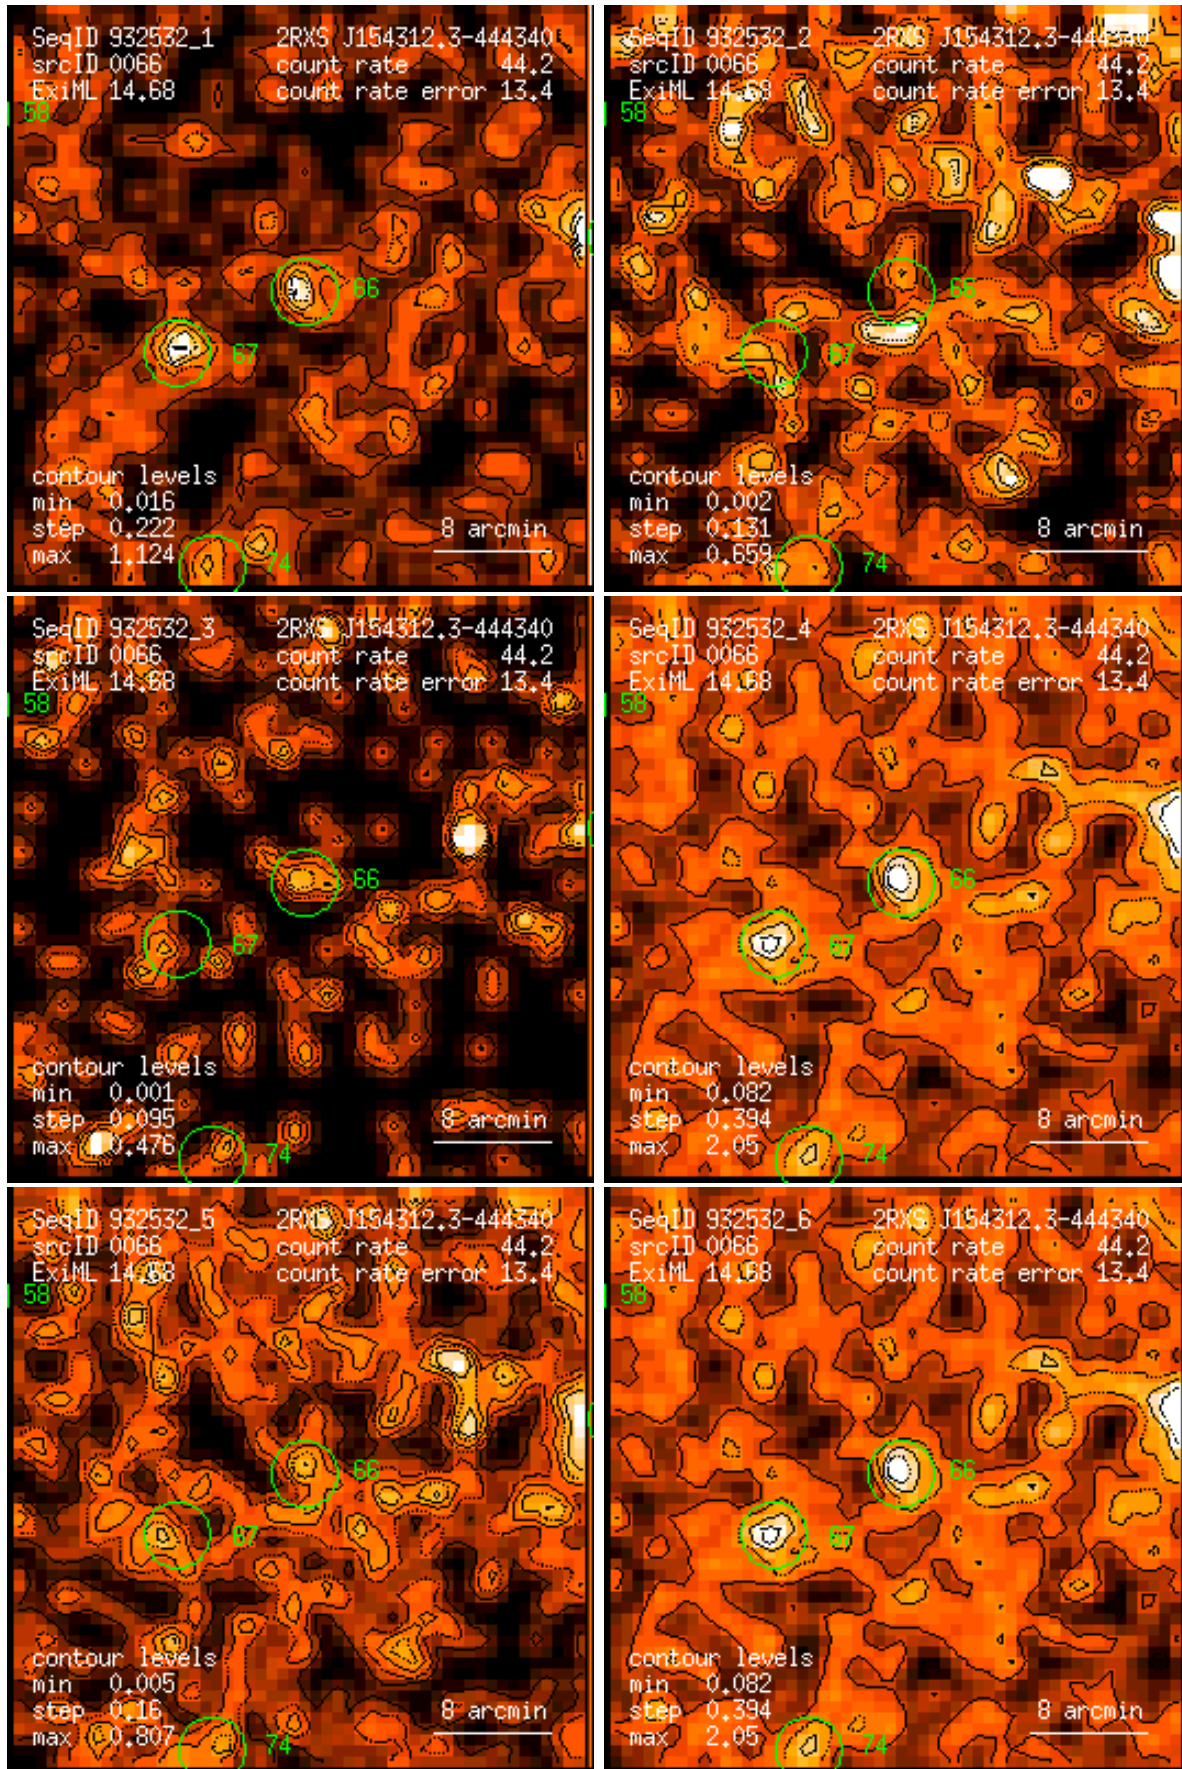 SeqID 932532_1 2RXS J154312.3-444340
srcID 0066 count rate 44.2
ExiML 14.68 count rate error 13.4
58
66
67
contour levels
min 0.016
step 0.222 8 arcmin
max 1.124 74
SeqID 932532_2 2RXS J154312.3-444340
srcID 0066 count rate 44.2
ExiML 14.68 count rate error 13.4
58
66
67
contour levels
min 0.002
step 0.131 8 arcmin
max 0.659 74
SeqID 932532_3 2RXS J154312.3-444340
srcID 0066 count rate 44.2
ExiML 14.68 count rate error 13.4
58
66
67
contour levels
min 0.001
step 0.095 8 arcmin
max 0.476 74
SeqID 932532_4 2RXS J154312.3-444340
srcID 0066 count rate 44.2
ExiML 14.68 count rate error 13.4
58
66
67
contour levels
min 0.082
step 0.394 8 arcmin
max 2.05 74
SeqID 932532_5 2RXS J154312.3-444340
srcID 0066 count rate 44.2
ExiML 14.68 count rate error 13.4
58
66
67
contour levels
min 0.005
step 0.16 8 arcmin
max 0.807 74
SeqID 932532_6 2RXS J154312.3-444340
srcID 0066 count rate 44.2
ExiML 14.68 count rate error 13.4
58
66
67
contour levels
min 0.082
step 0.394 8 arcmin
max 2.05 74